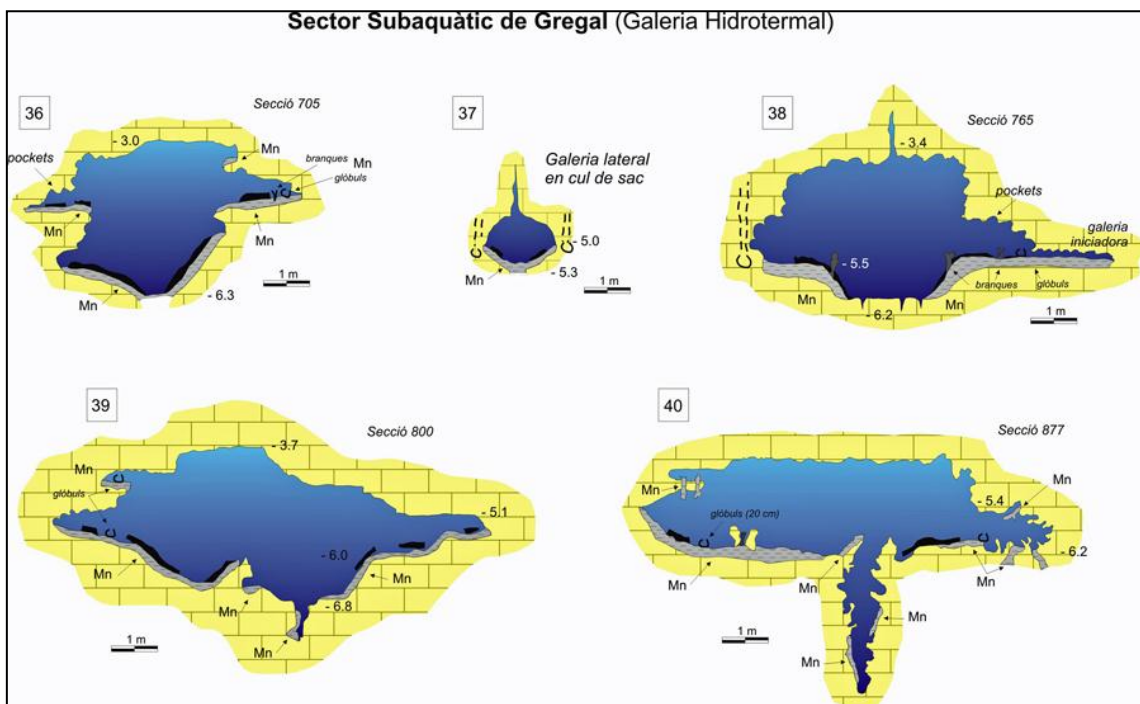 Sector Subaquàtic de Gregal (Galeria Hidrotermal)
36
Secció 705
- 3.0
Mn
pockets
branques
Mn
glòbuls
Mn
Mn
Mn
- 6.3
1 m
37
Galeria lateral
en cul de sac
C
C
- 5.0
- 5.3
Mn
1 m
38
Secció 765
- 3.4
pockets
galeria
iniciadora
C
C
- 5.5
branques
glòbuls
Mn
Mn
- 6.2
1 m
39
Secció 800
- 3.7
Mn
C
glòbuls
C
- 5.1
- 6.0
Mn
Mn
Mn
- 6.8
Mn
1 m
40
Secció 877
Mn
- 5.4
Mn
glòbuls (20 cm)
C
C
- 6.2
Mn
Mn
Mn
Mn
Mn
1 m